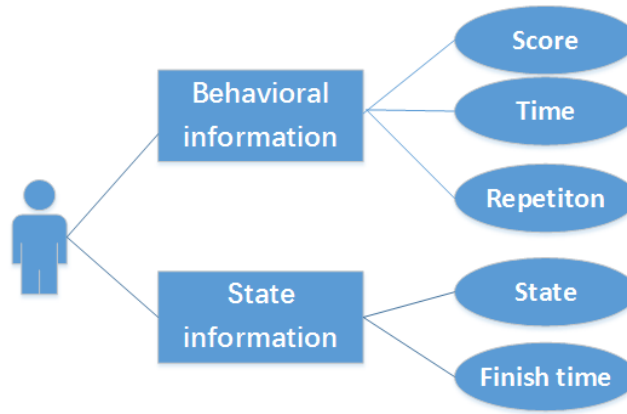 Score
Behavioral
information
Time
Repetiton
State
information
State
Finish time